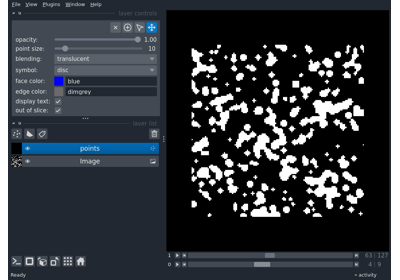 File View Plugins Window Help
layer controls
opacity: 1.00
point size: 10
blending: translucent
symbol: disc
face color: blue
edge color: dimgrey
display text:
out of slice:
layer list
points
Image
1 63 127
0 4 9
Ready activity